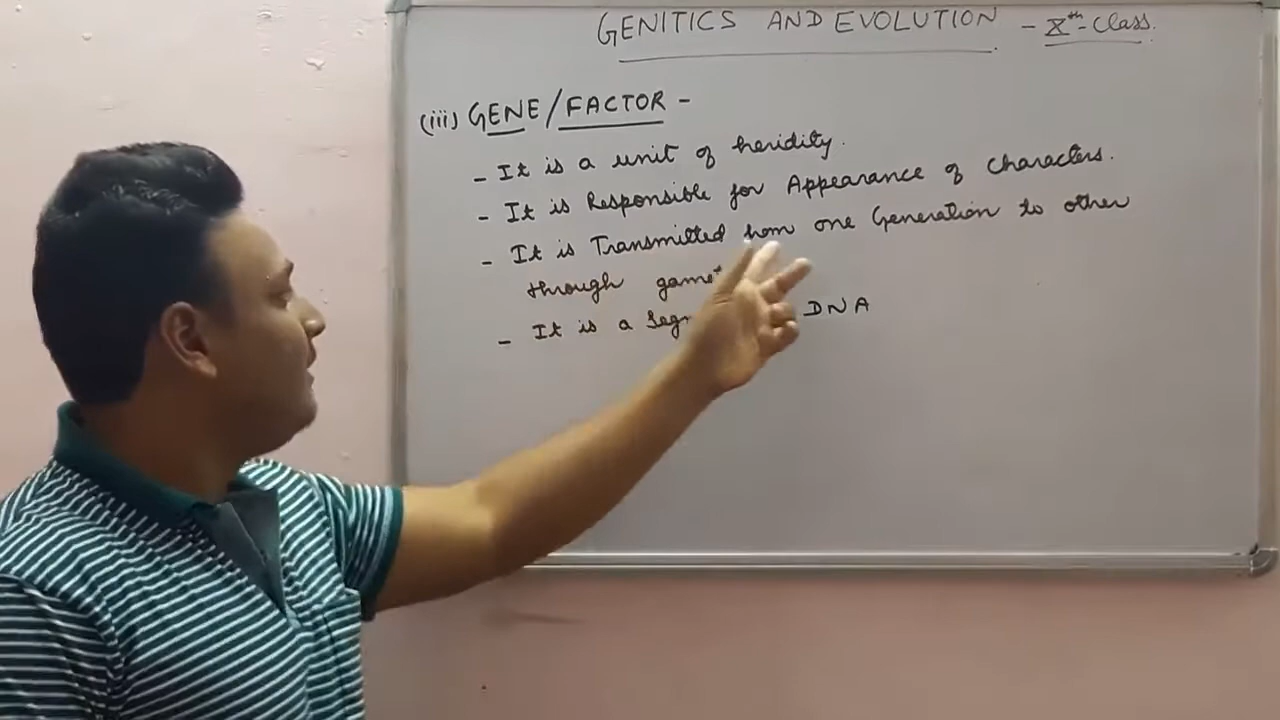 GENITICS AND EVOLUTION - Xth-Class.
(iii) GENE/FACTOR -
- It is a unit of heridity.
- It is Responsible for Appearance of Characters.
- It is Transmitted from one Generation to other
through
- It is a DNA